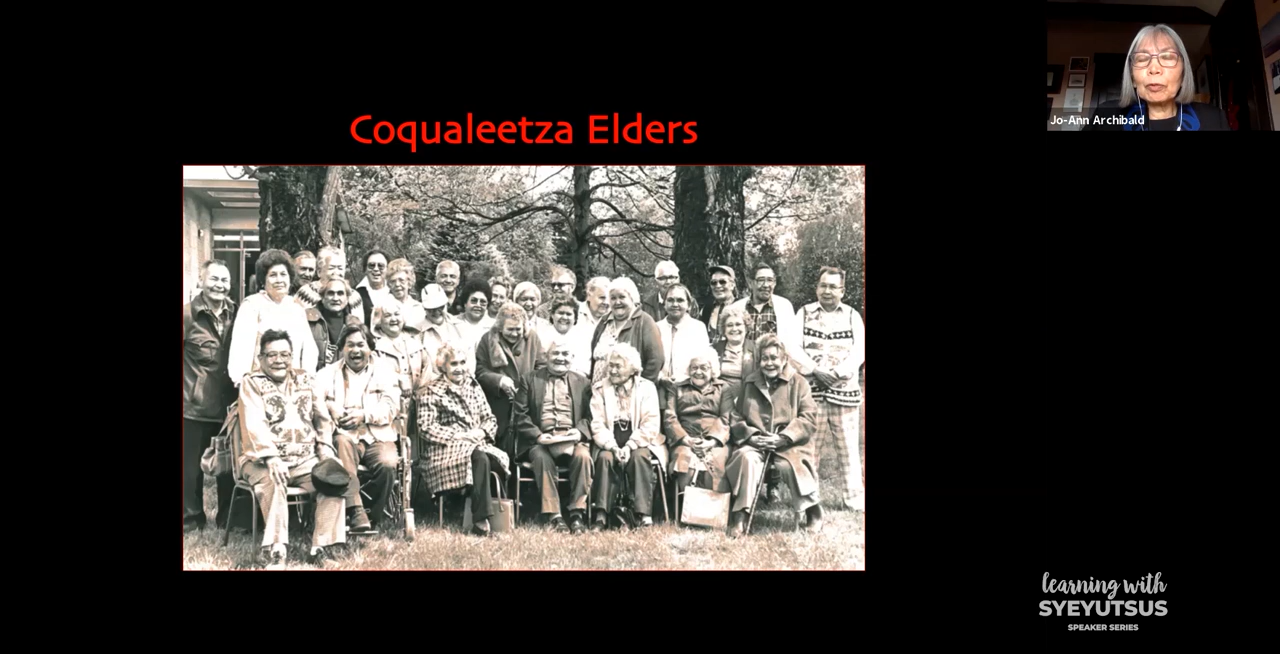 Coqualeetza Elders
Jo-Ann Archibald
learning with
SYEYUTSUS
SPEAKER SERIES